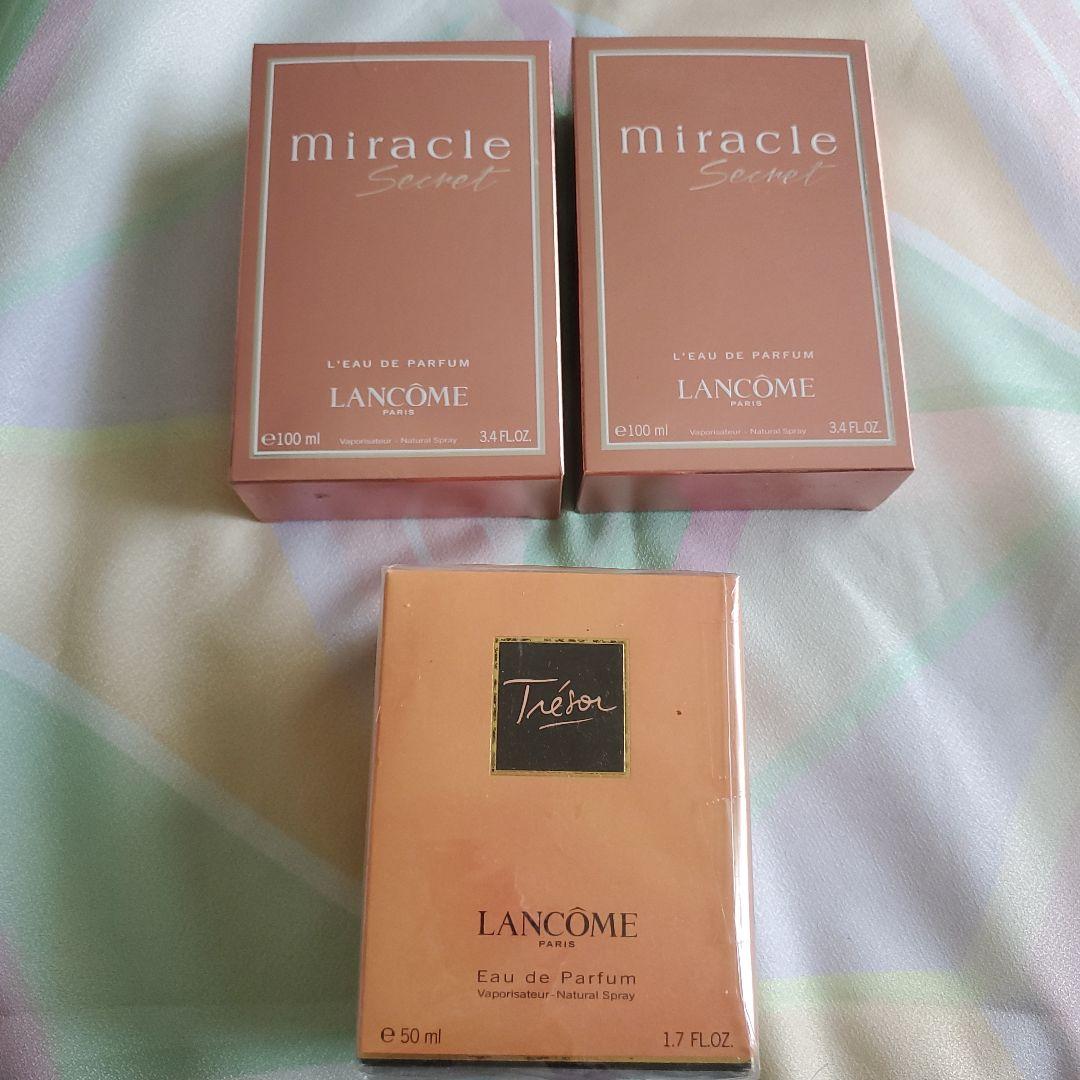 miracle
Secret
L'EAU DE PARFUM
LANCÔME
PARIS
℮100 ml Vaporisateur - Natural Spray 3.4 FL.OZ.
miracle
Secret
L'EAU DE PARFUM
LANCÔME
PARIS
℮100 ml Vaporisateur - Natural Spray 3.4 FL.OZ.
Trésor
LANCÔME
PARIS
Eau de Parfum
Vaporisateur-Natural Spray
℮ 50 ml 1.7 FL.OZ.